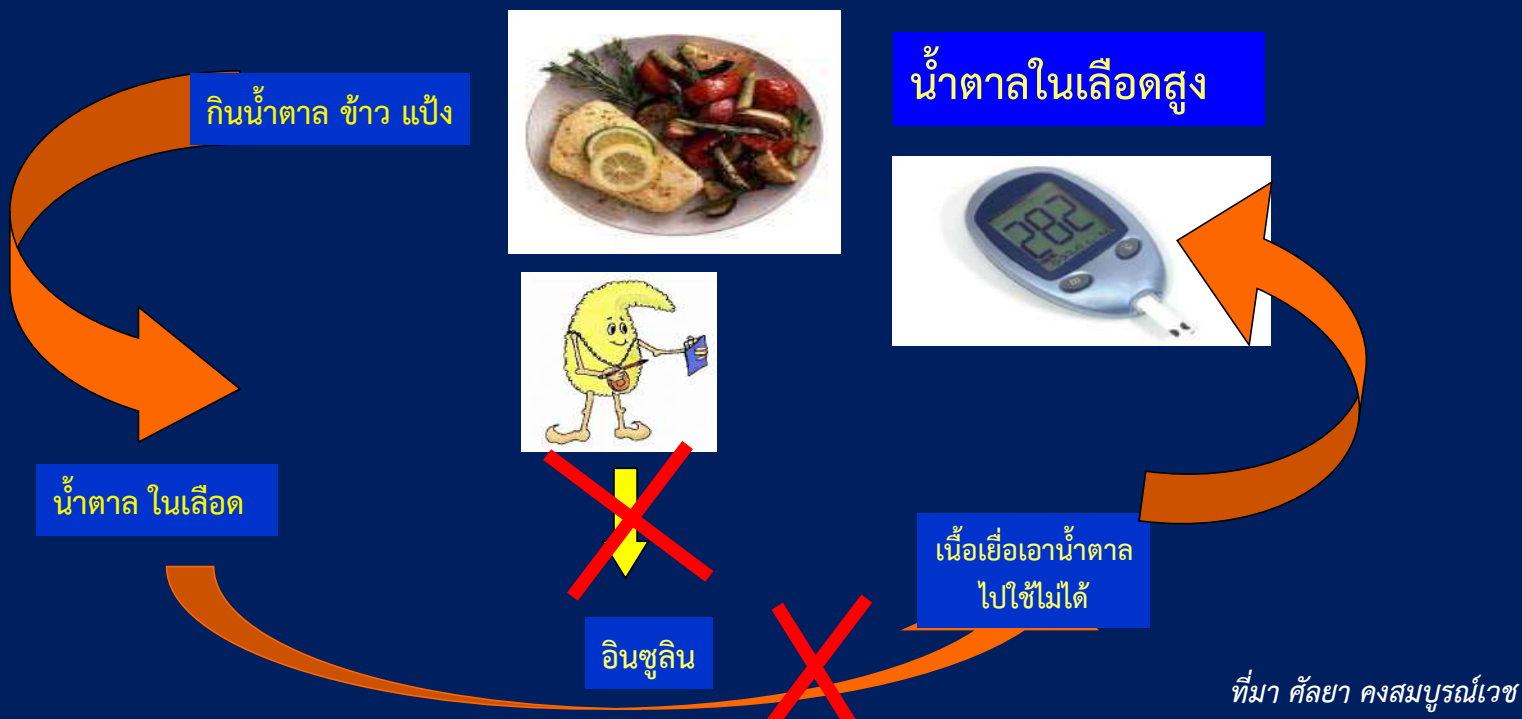 กินน้ำตาล ข้าว แป้ง
น้ำตาลในเลือดสูง
282
น้ำตาล ในเลือด
เนื้อเยื่อเอาน้ำตาล
ไปใช้ไม่ได้
อินซูลิน
ที่มา ศัลยา คงสมบูรณ์เวช